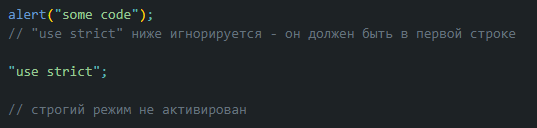 alert("some code");
// "use strict" ниже игнорируется - он должен быть в первой строке
"use strict";
// строгий режим не активирован